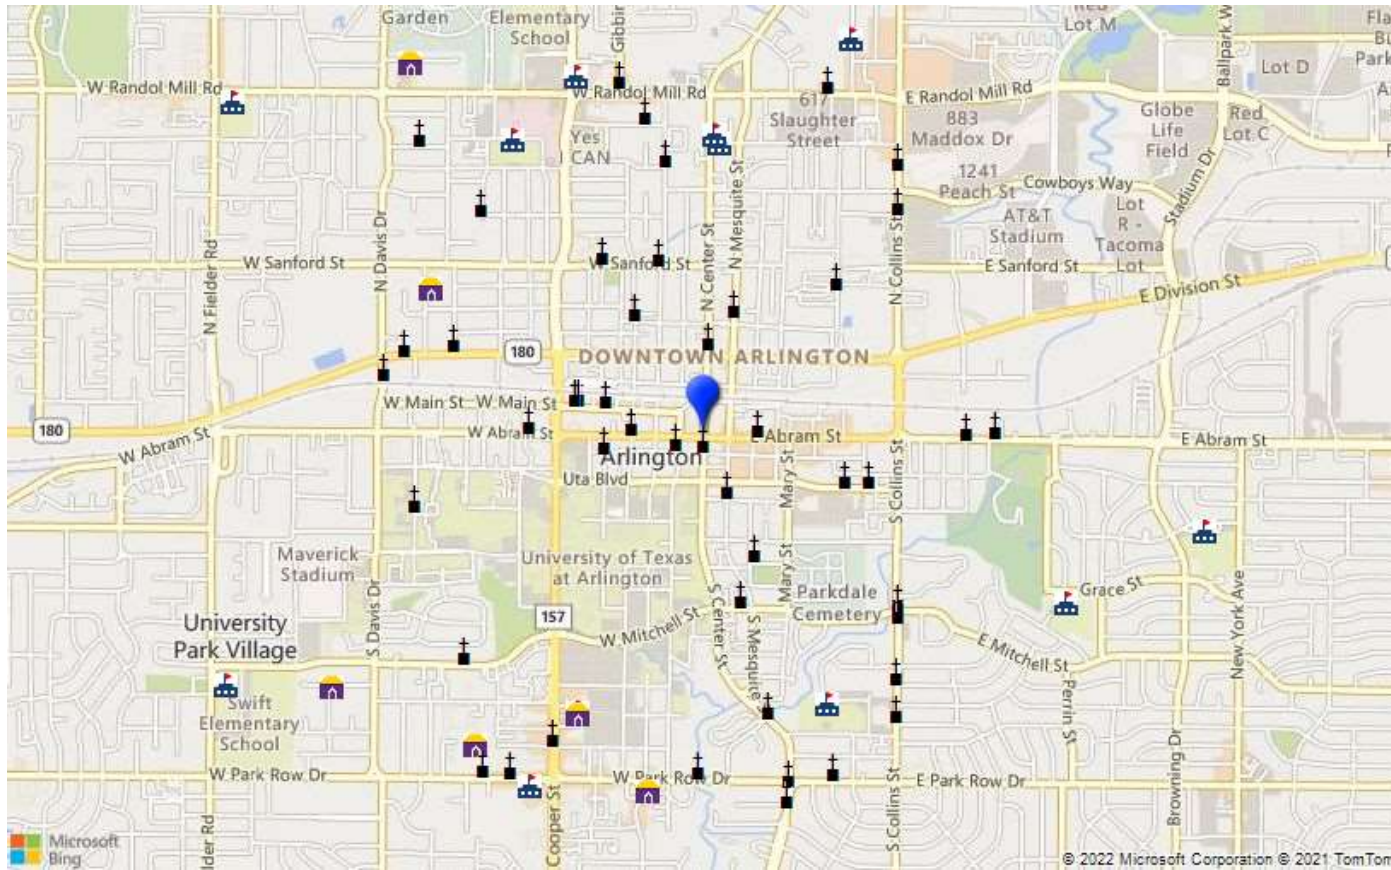 Garden
Elementary
School
Gibbin
Red
Lot M
Ballpark W
Fla
Bu
Park
W Randol Mill Rd
W Randol Mill Rd
E Randol Mill Rd
Lot D
617
Slaughter
Street
883
Maddox Dr
Globe
Life
Field
Red
Lot C
Yes
I CAN
1241
Peach St
Cowboys Way
Stadium Dr
N Mesquite St
N Center St
N Collins St
N Davis Dr
N Fielder Rd
AT&T
Stadium
Lot
R -
Tacoma
Lot
W Sanford St
W Sanford St
E Sanford St
E Division St
180
DOWNTOWN ARLINGTON
W Main St
W Main St
180
W Abram St
W Abram St
E Abram St
E Abram St
Arlington
Uta Blvd
Mary St
S Collins St
Maverick
Stadium
University of Texas
at Arlington
Mary St
Parkdale
Cemetery
Grace St
S Davis Dr
157
W Mitchell St
S Center St
S Mesquite
E Mitchell St
New York Ave
University
Park Village
Swift
Elementary
School
Perrin St
Browning Dr
W Park Row Dr
W Park Row Dr
E Park Row Dr
S Collins St
Cooper St
lder Rd
Microsoft
Bing
© 2022 Microsoft Corporation © 2021 TomTom